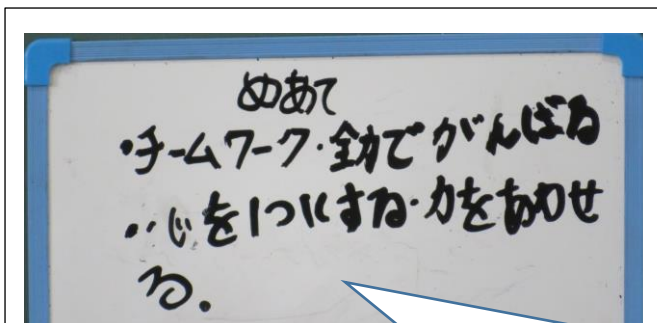 めあて
・チームワーク・全力でがんばる
・心を1つにする・力をあわせ
る。